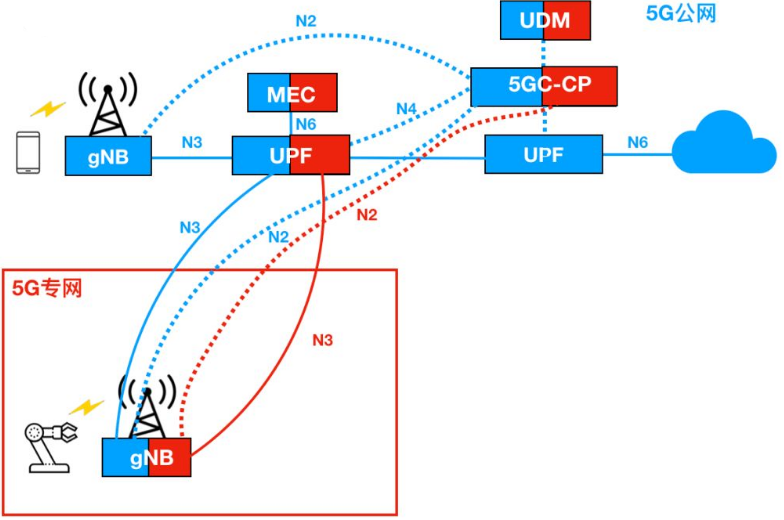 5G公网
UDM
N2
5GC-CP
MEC
N4
N6
gNB
N3
UPF
UPF
N6
N3
N2
N2
5G专网
N3
gNB